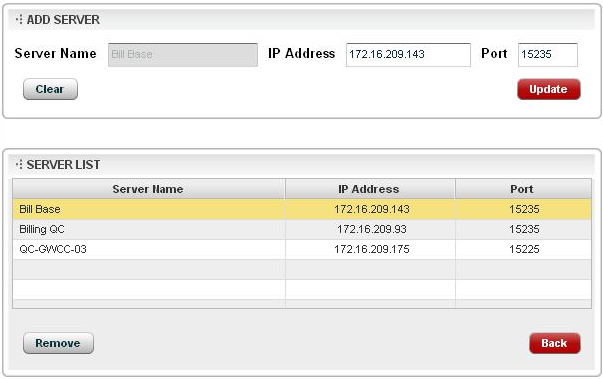 ADD SERVER
Server Name Bill Base IP Address 172.16.209.143 Port 15235
Clear Update
SERVER LIST
Server Name IP Address Port
Bill Base 172.16.209.143 15235
Billing QC 172.16.209.93 15235
QC-GWCC-03 172.16.209.175 15225
Remove Back